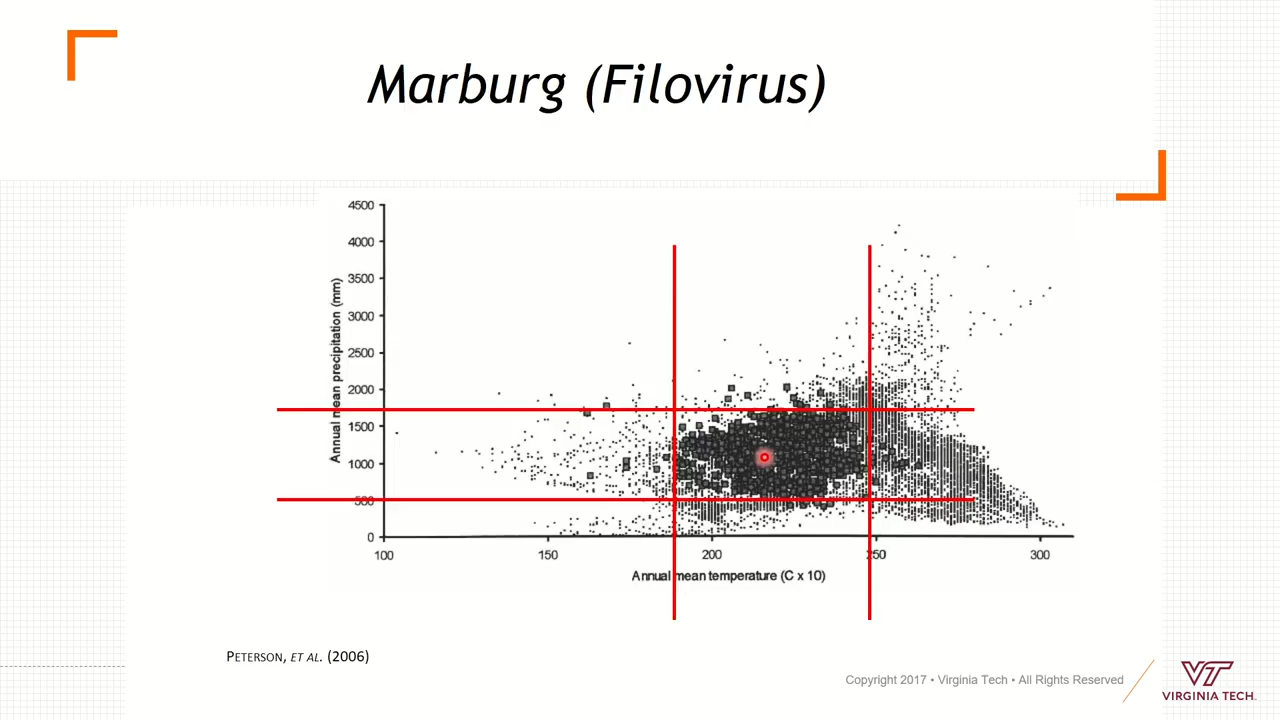 Marburg (Filovirus)
4500
4000
3500
3000
2500
2000
1500
1000
500
0
Annual mean precipitation (mm)
100
150
200
250
300
Annual mean temperature (C x 10)
PETERSON, ET AL. (2006)
Copyright 2017 • Virginia Tech • All Rights Reserved
VT
VIRGINIA TECH.